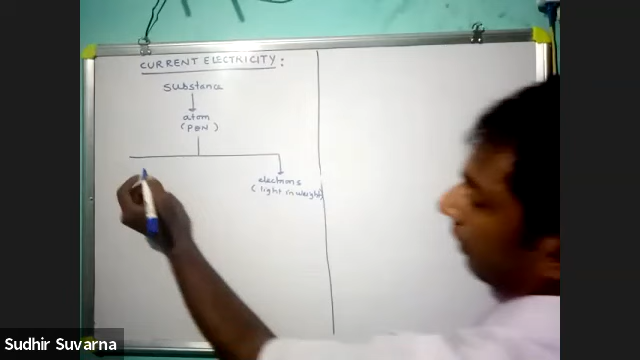 CURRENT ELECTRICITY :
Substance
atom
(PEN)
electrons
(light in weight)
Sudhir Suvarna